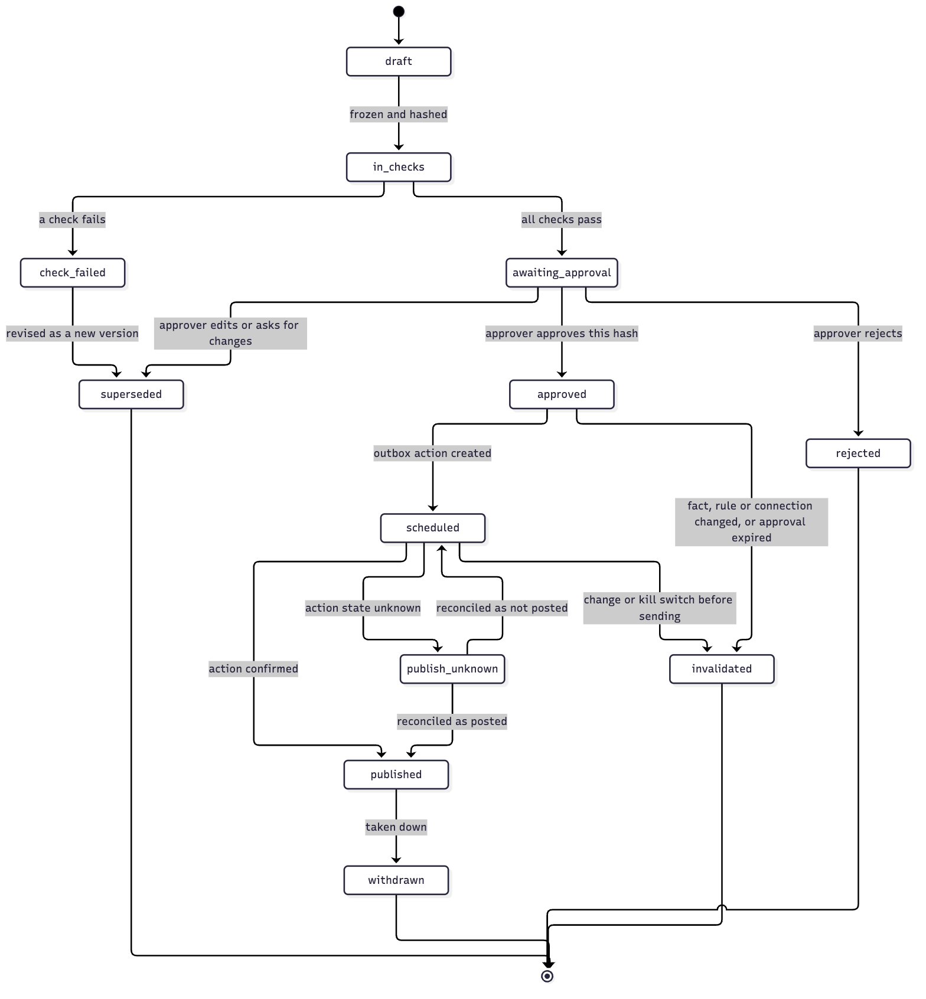 draft
frozen and hashed
in_checks
a check fails
all checks pass
check_failed
awaiting_approval
revised as a new version
approver edits or asks for
changes
approver approves this hash
approver rejects
superseded
approved
outbox action created
rejected
fact, rule or connection
changed, or approval
expired
scheduled
action state unknown
reconciled as not posted
change or kill switch before
sending
action confirmed
publish_unknown
invalidated
reconciled as posted
published
taken down
withdrawn